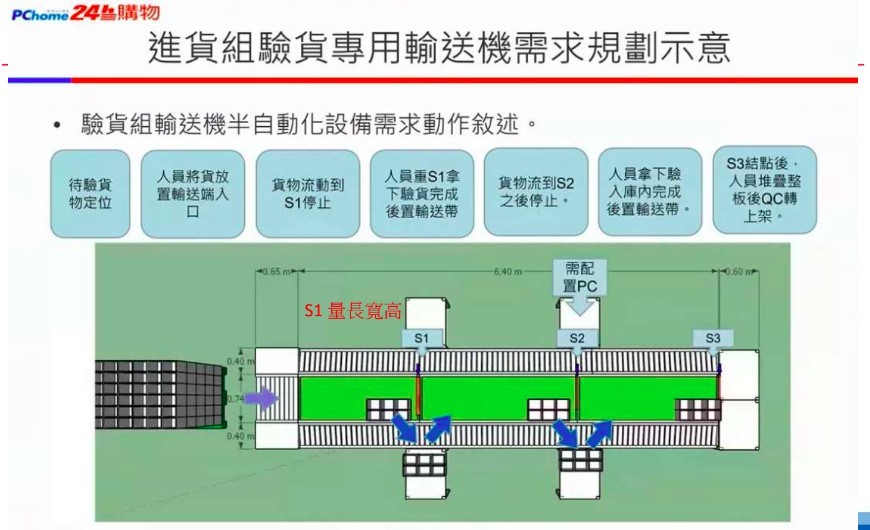 PChome 24h購物
ONLINE
進貨組驗貨專用輸送機需求規劃示意
• 驗貨組輸送機半自動化設備需求動作敘述。
待驗貨
物定位
人員將貨放
置輸送端入
口
貨物流動到
S1停止
人員重S1拿
下驗貨完成
後置輸送帶
貨物流到S2
之後停止。
人員拿下驗
入庫內完成
後置輸送帶。
S3結點後，
人員堆疊整
板後QC轉
上架。
0.65 m
6.40 m
0.60 m
需配
置PC
S1 量長寬高
S1
S2
S3
0.40 m
0.74
0.40 m